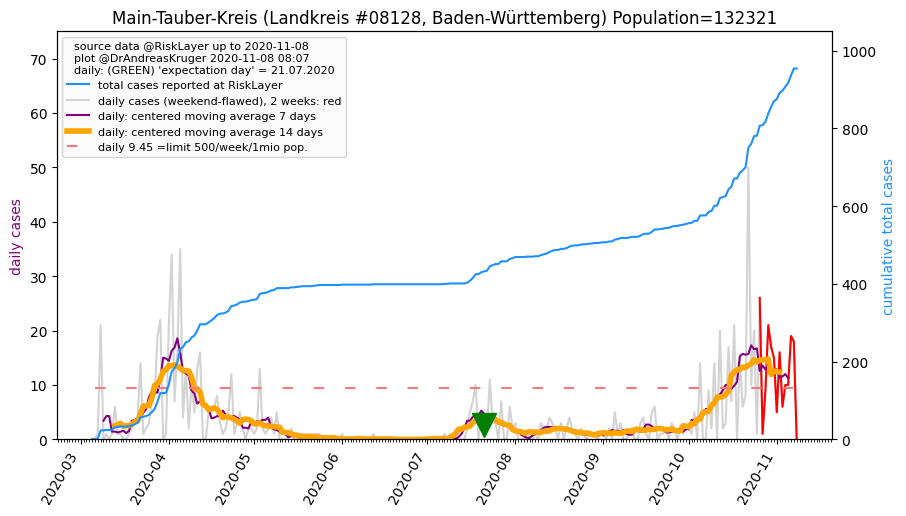 Main-Tauber-Kreis (Landkreis #08128, Baden-Württemberg) Population=132321
source data @RiskLayer up to 2020-11-08
plot @DrAndreasKruger 2020-11-08 08:07
daily: (GREEN) 'expectation day' = 21.07.2020
total cases reported at RiskLayer
daily cases (weekend-flawed), 2 weeks: red
daily: centered moving average 7 days
daily: centered moving average 14 days
daily 9.45 =limit 500/week/1mio pop.
daily cases
70
60
50
40
30
20
10
0
cumulative total cases
1000
800
600
400
200
0
2020-03
2020-04
2020-05
2020-06
2020-07
2020-08
2020-09
2020-10
2020-11